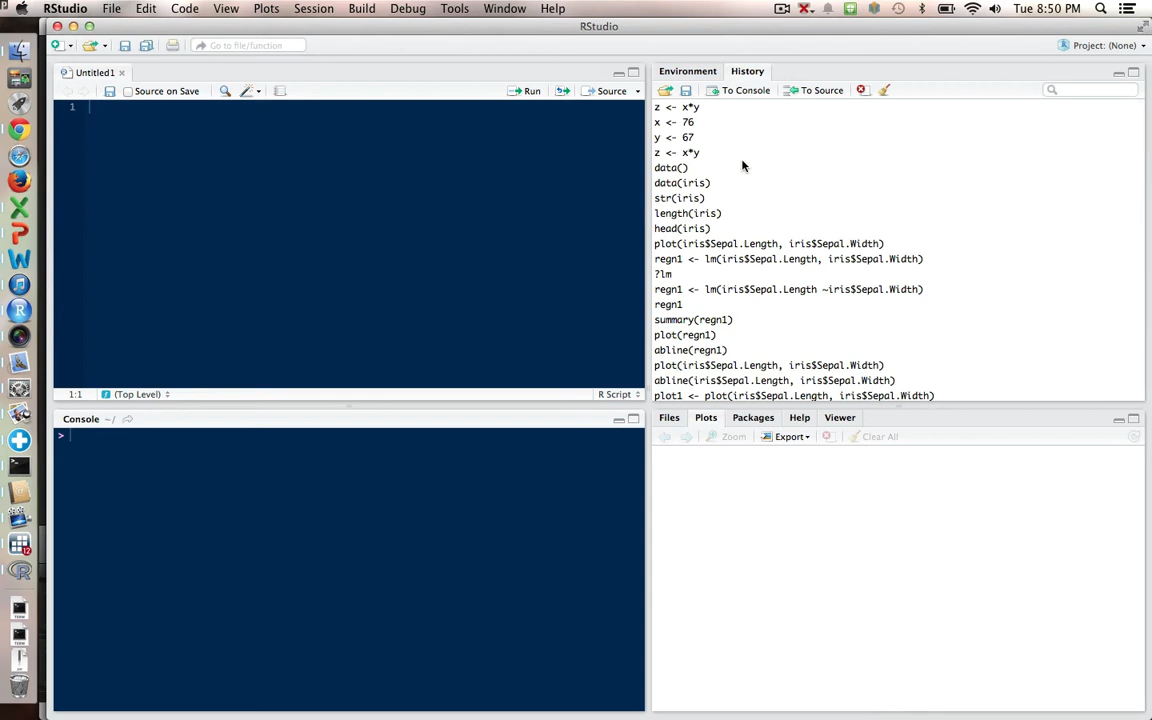 RStudio File Edit Code View Plots Session Build Debug Tools Window Help Tue 8:50 PM
RStudio
Go to file/function Project: (None)
Untitled1
Source on Save Run Source
1
1:1 (Top Level) R Script
Console ~/
>
Environment History
To Console To Source
z <- x*y
x <- 76
y <- 67
z <- x*y
data()
data(iris)
str(iris)
length(iris)
head(iris)
plot(iris$Sepal.Length, iris$Sepal.Width)
regn1 <- lm(iris$Sepal.Length, iris$Sepal.Width)
?lm
regn1 <- lm(iris$Sepal.Length ~iris$Sepal.Width)
regn1
summary(regn1)
plot(regn1)
abline(regn1)
plot(iris$Sepal.Length, iris$Sepal.Width)
abline(iris$Sepal.Length, iris$Sepal.Width)
plot1 <- plot(iris$Sepal.Length, iris$Sepal.Width)
Files Plots Packages Help Viewer
Zoom Export Clear All